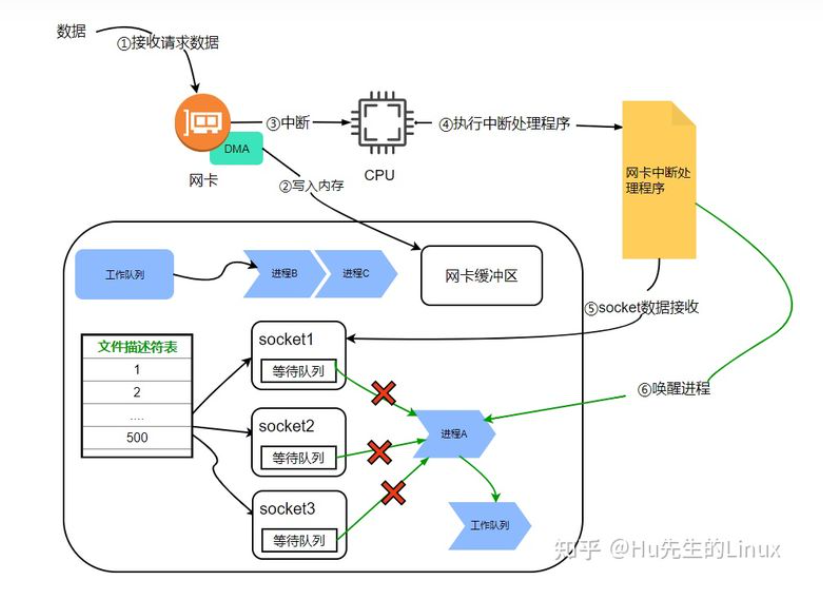 数据
①接收请求数据
③中断
④执行中断处理程序
DMA
网卡
CPU
②写入内存
网卡中断处
理程序
工作队列
进程B
进程C
网卡缓冲区
⑤socket数据接收
文件描述符表
1
2
....
500
socket1
等待队列
socket2
等待队列
socket3
等待队列
进程A
⑥唤醒进程
工作队列
知乎 @Hu先生的Linux